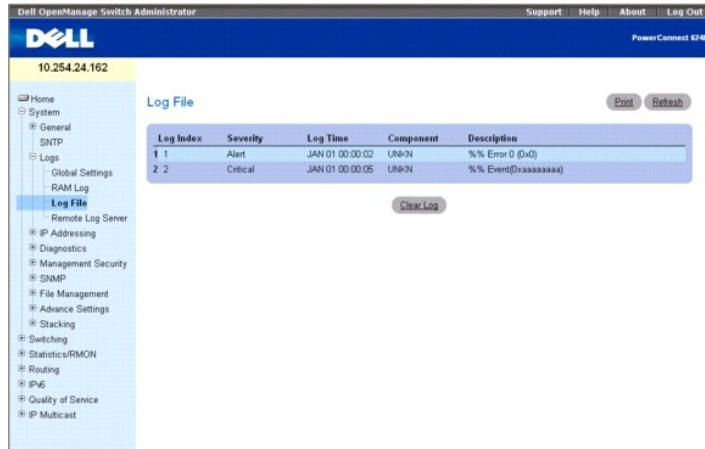 Dell OpenManage Switch Administrator Support Help About Log Out
DELL PowerConnect 6248
10.254.24.162
Home
System
General
SNTP
Logs
Global Settings
RAM Log
Log File
Remote Log Server
IP Addressing
Diagnostics
Management Security
SNMP
File Management
Advance Settings
Stacking
Switching
Statistics/RMON
Routing
IPv6
Quality of Service
IP Multicast
Log File Print Refresh
Log Index Severity Log Time Component Description
1 1 Alert JAN 01 00:00:02 UNKN %% Error 0 (0x0)
2 2 Critical JAN 01 00:00:05 UNKN %% Event(0xaaaaaaaa)
Clear Log